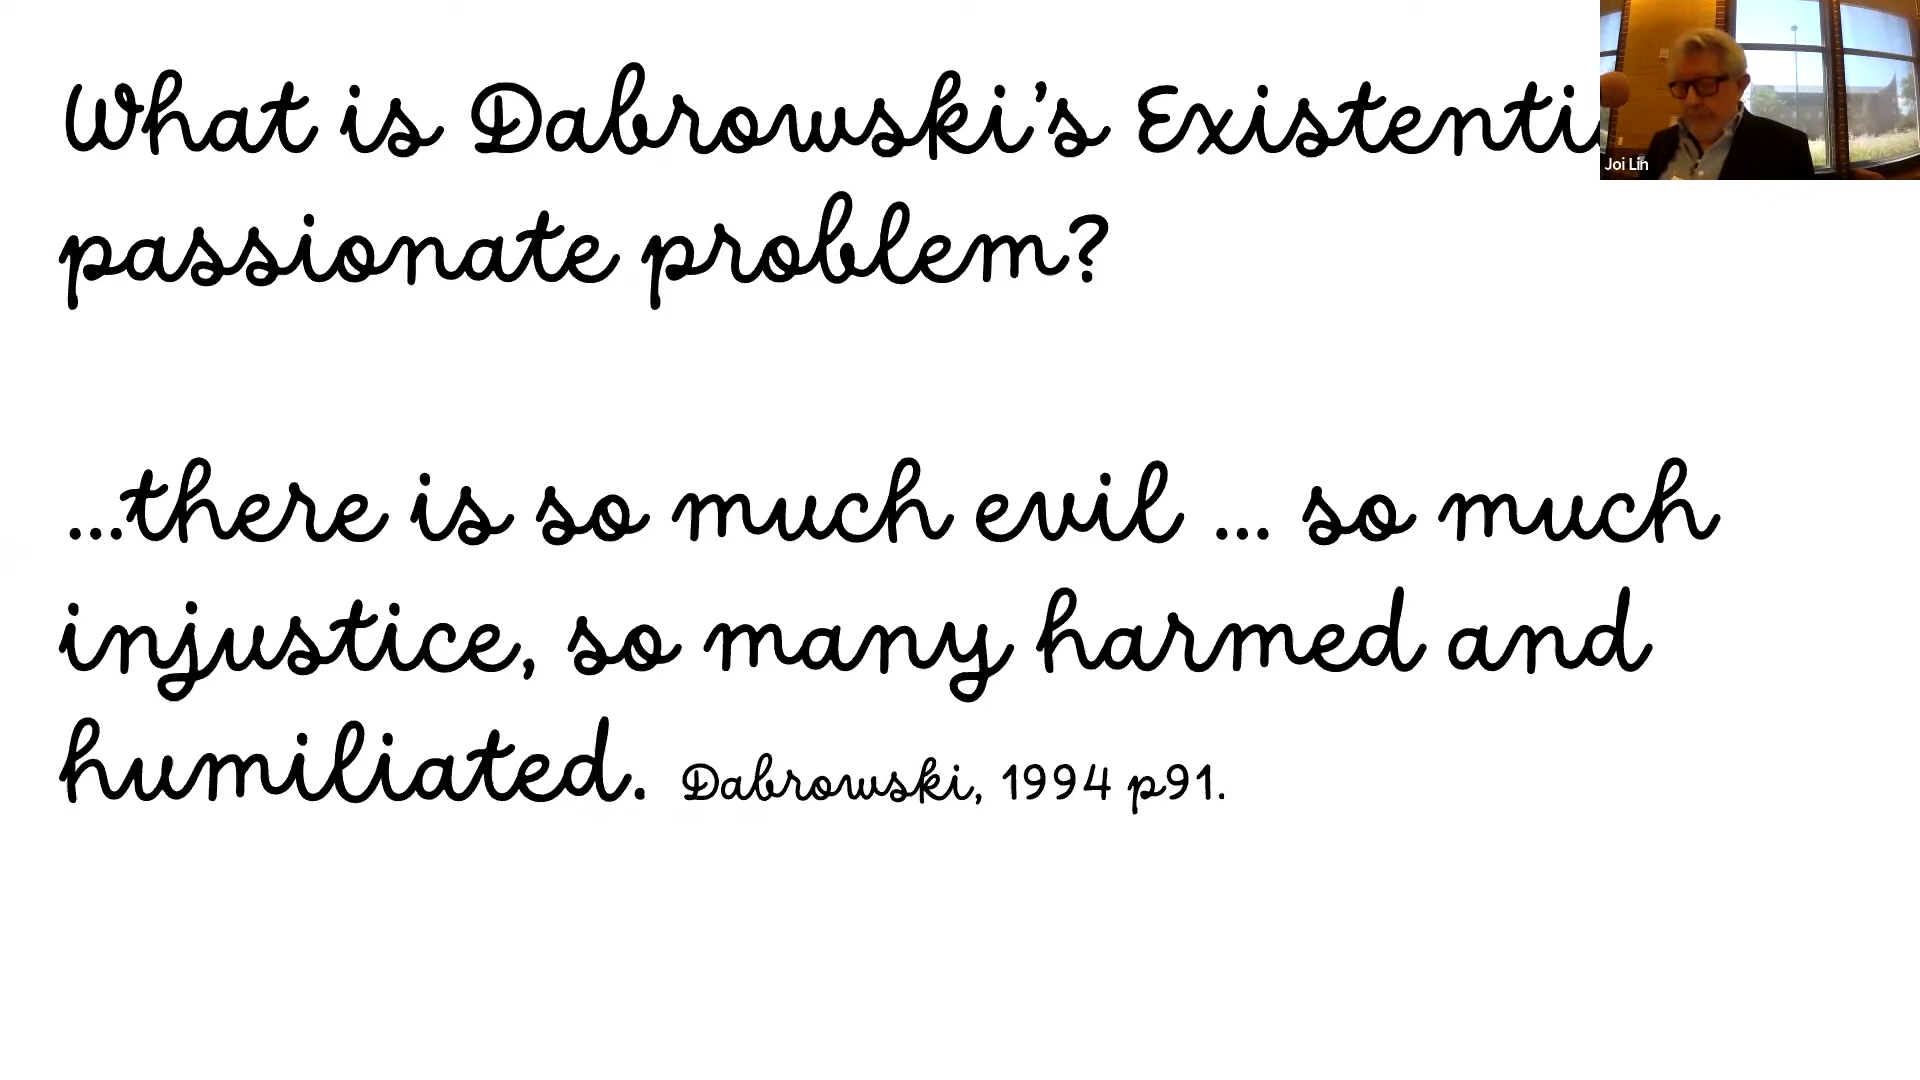 What is Dabrowski's
passionate problem?
...there is so much evil ... so much
injustice, so many harmed and
humiliated. Dabrowski, 1994 p91.
Joi Lin